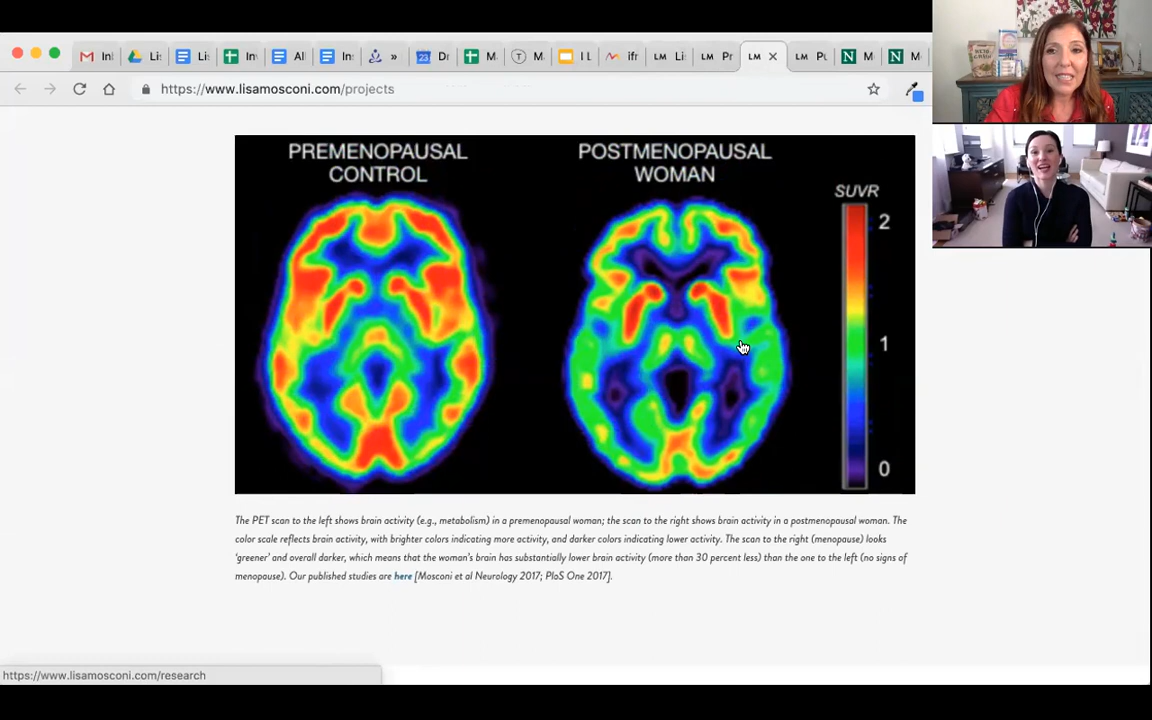 https://www.lisamosconi.com/projects
PREMENOPAUSAL
CONTROL
POSTMENOPAUSAL
WOMAN
SUVR
2
1
0
The PET scan to the left shows brain activity (e.g., metabolism) in a premenopausal woman; the scan to the right shows brain activity in a postmenopausal woman. The
color scale reflects brain activity, with brighter colors indicating more activity, and darker colors indicating lower activity. The scan to the right (menopause) looks
'greener' and overall darker, which means that the woman's brain has substantially lower brain activity (more than 30 percent less) than the one to the left (no signs of
menopause). Our published studies are here [Mosconi et al Neurology 2017; PloS One 2017].
https://www.lisamosconi.com/research